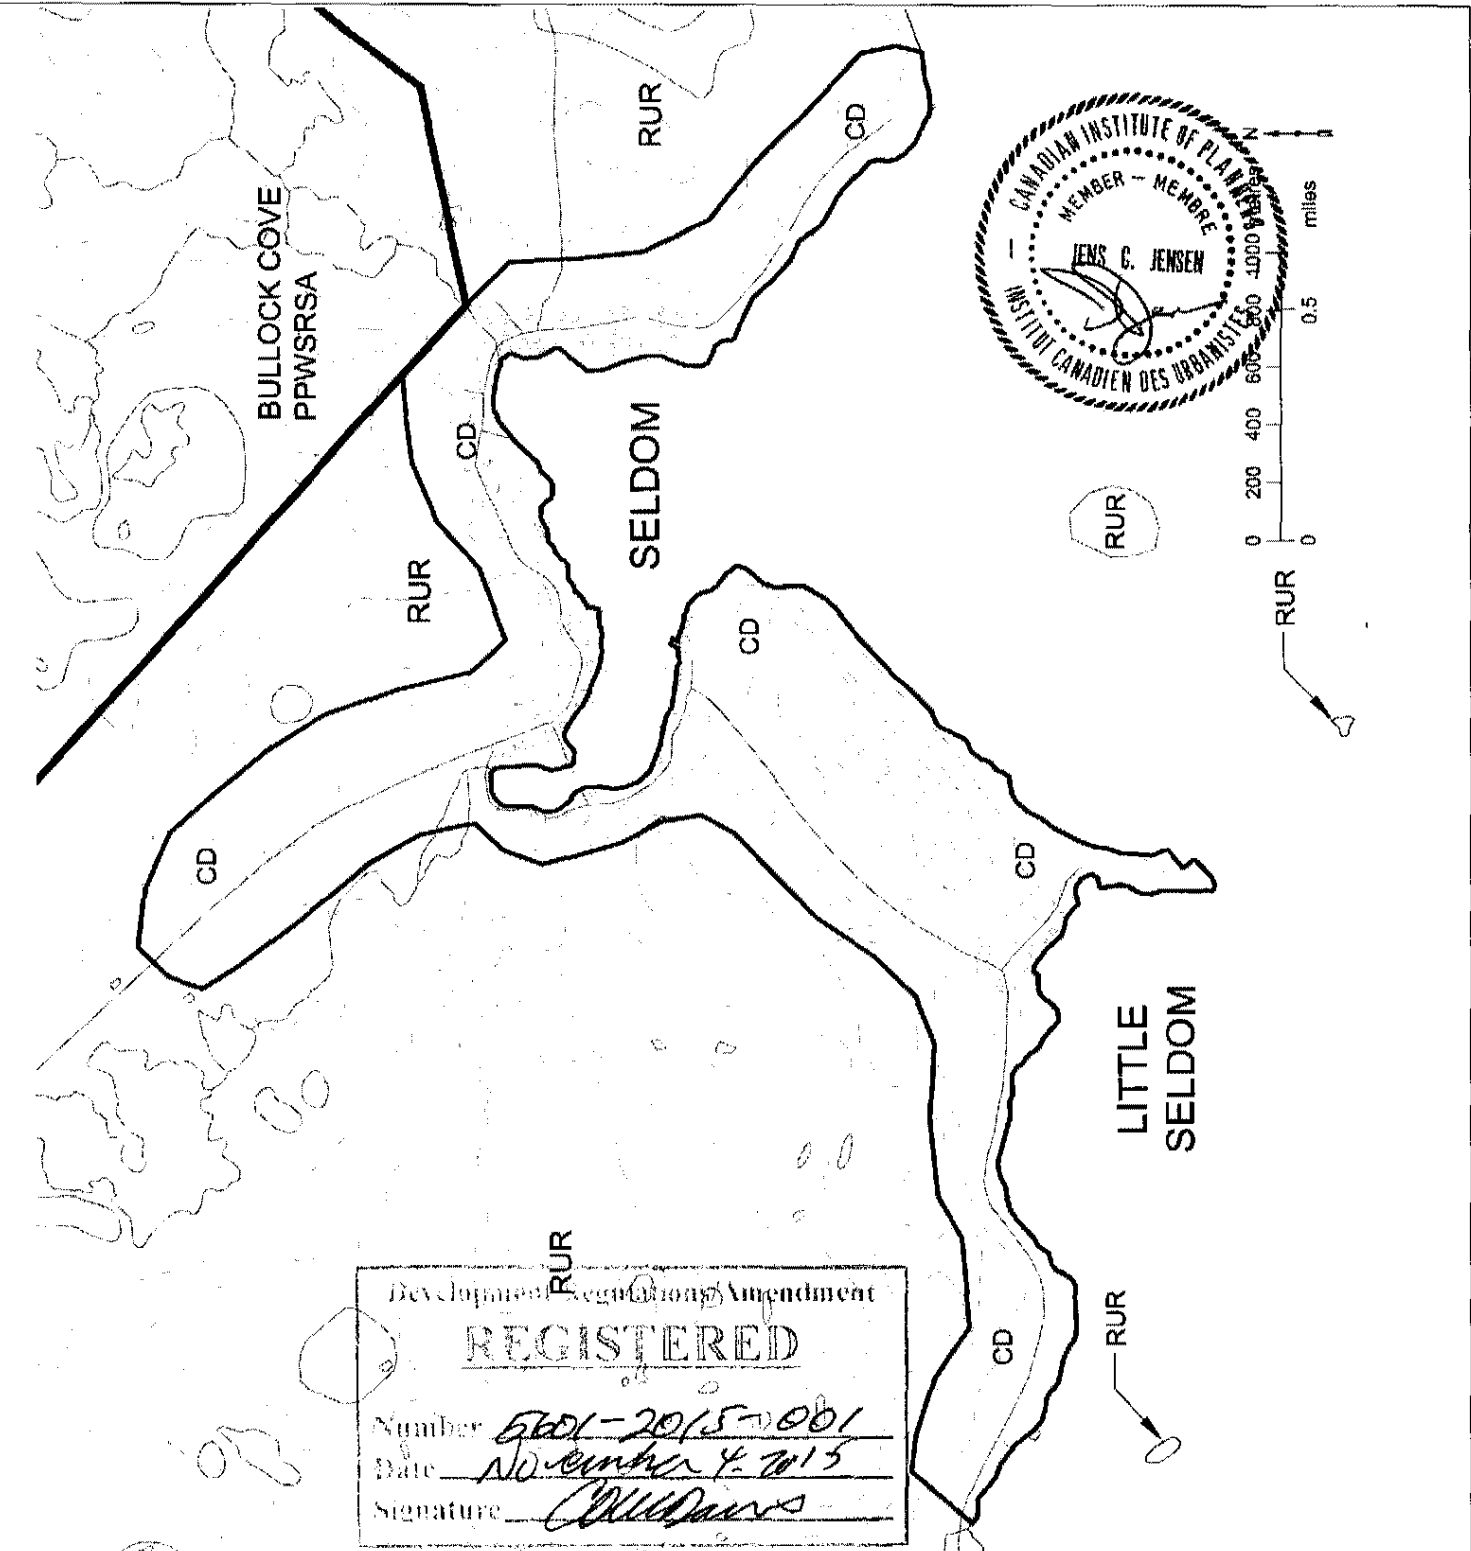 BULLOCK COVE
PPWSRSA
RUR
CD
CD
RUR
SELDOM
CD
CD
CD
RUR
RUR
LITTLE
SELDOM
CD
RUR
RUR
— CANADIAN INSTITUTE OF PLANNERS
MEMBER – MEMBRE
JENS C. JENSEN
INSTITUT CANADIEN DES URBANISTES
N
0 200 400 600 800 1000
0 0.5 miles
Development Regulations/Amendment
REGISTERED
Number 5601-2015-001
Date November 4-2015
Signature